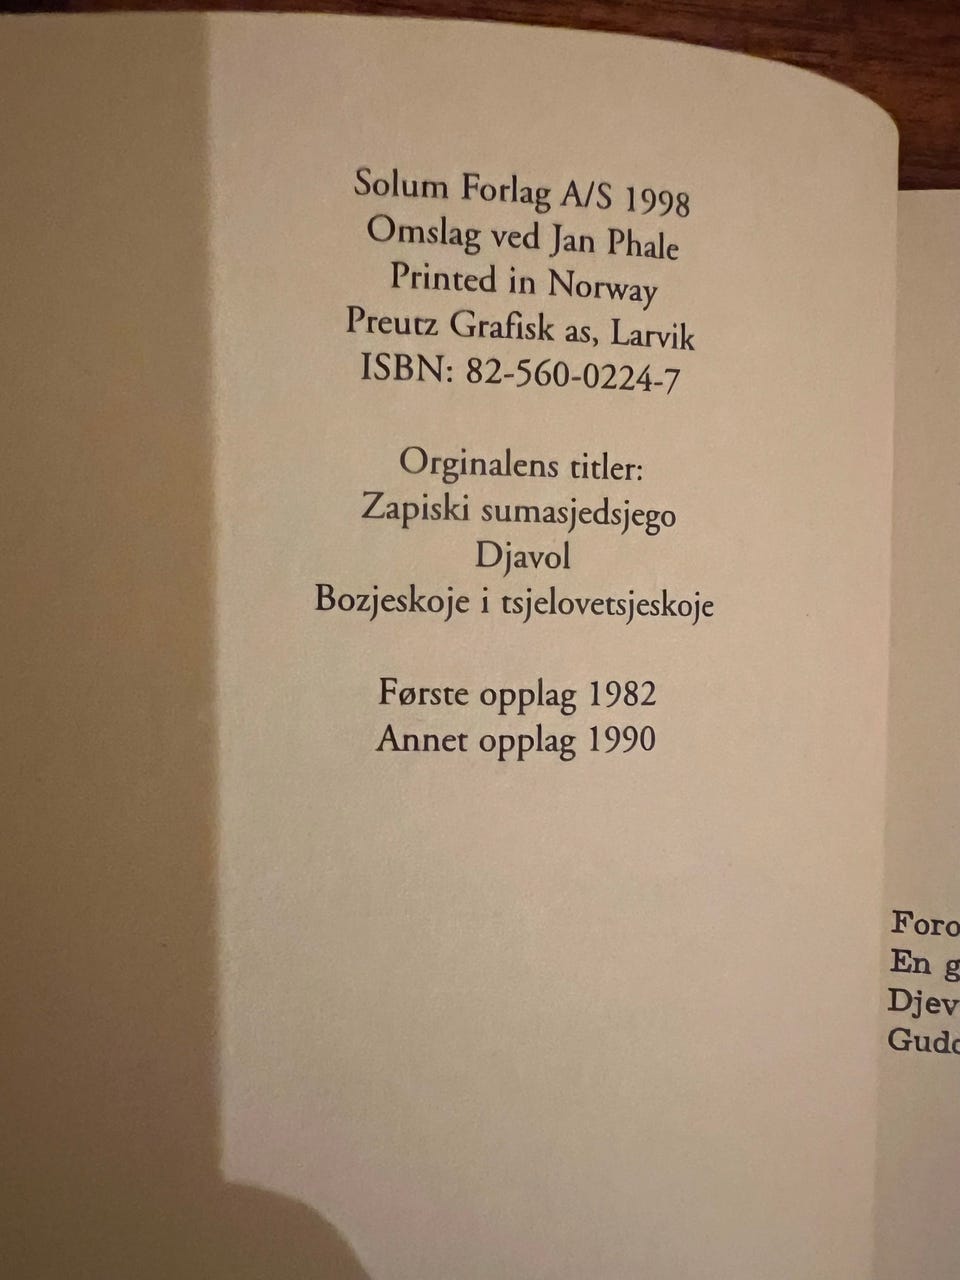 Solum Forlag A/S 1998
Omslag ved Jan Phale
Printed in Norway
Preutz Grafisk as, Larvik
ISBN: 82-560-0224-7
Orginalens titler:
Zapiski sumasjedsjego
Djavol
Bozjeskoje i tsjelovetsjeskoje
Første opplag 1982
Annet opplag 1990
En